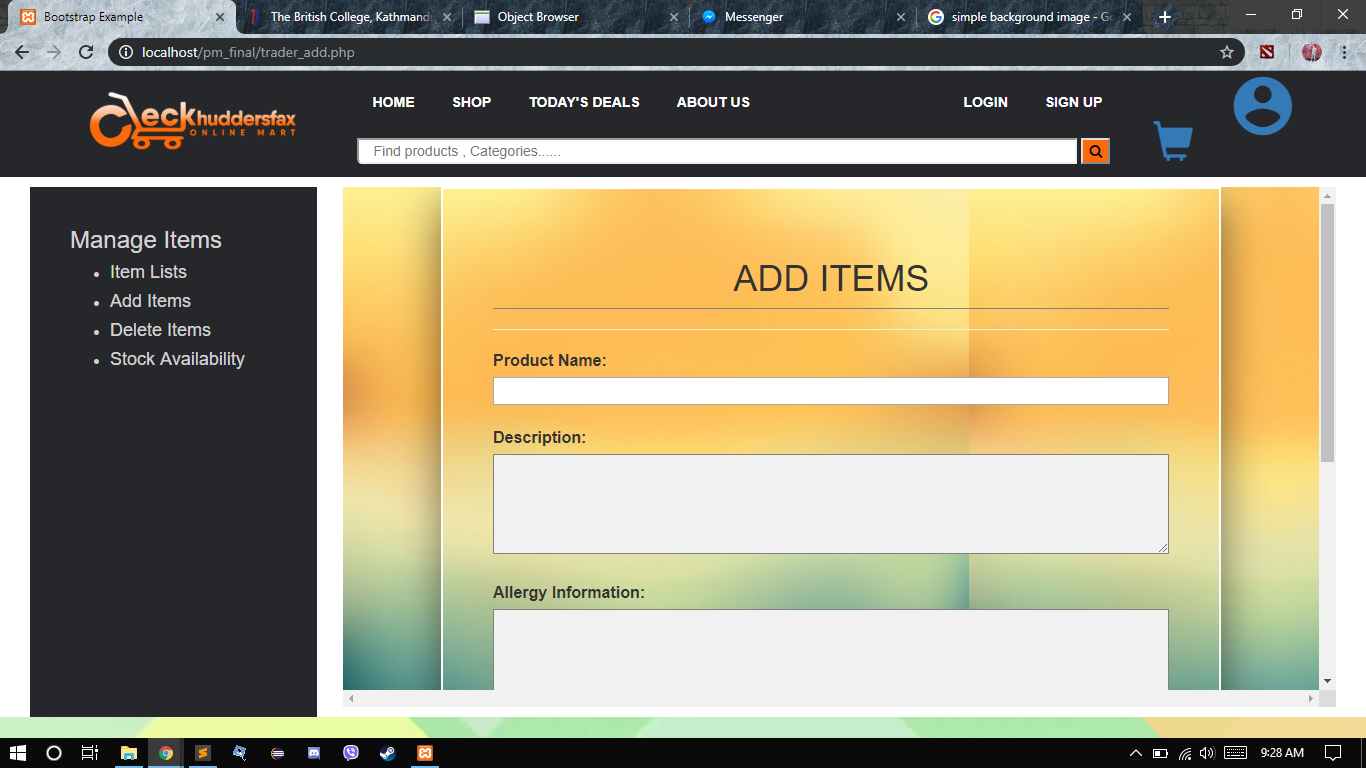 Bootstrap Example
The British College, Kathmand
Object Browser
Messenger
simple background image - Go
localhost/pm_final/trader_add.php
HOME
SHOP
TODAY'S DEALS
ABOUT US
LOGIN
SIGN UP
Checkhuddersfax
ONLINE MART
Find products , Categories......
Manage Items
Item Lists
Add Items
Delete Items
Stock Availability
ADD ITEMS
Product Name:
Description:
Allergy Information:
9:28 AM